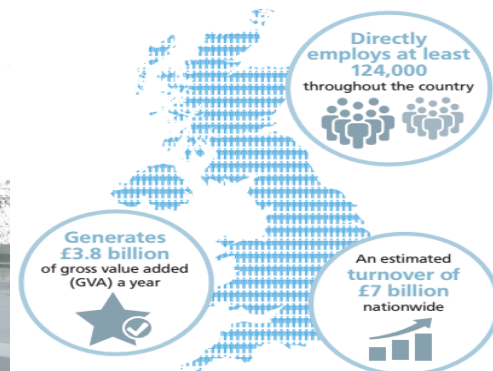 Directly
employs at least
124,000
throughout the country
Generates
£3.8 billion
of gross value added
(GVA) a year
An estimated
turnover of
£7 billion
nationwide